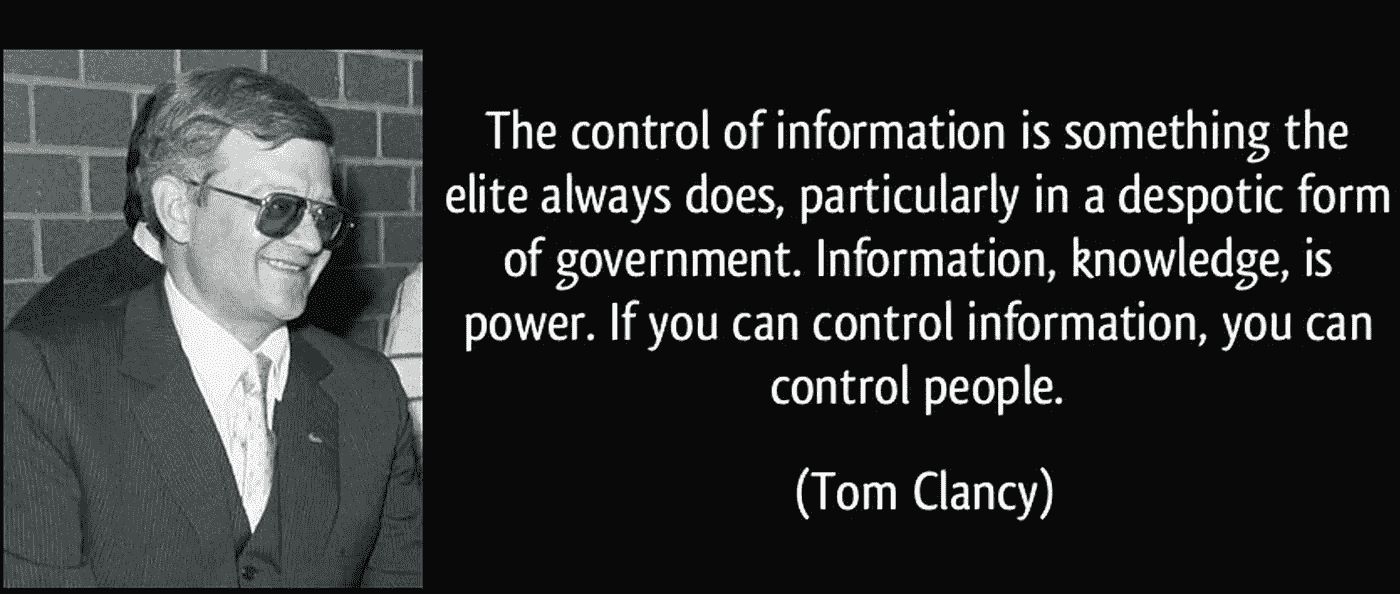 The control of information is something the
elite always does, particularly in a despotic form
of government. Information, knowledge, is
power. If you can control information, you can
control people.
(Tom Clancy)